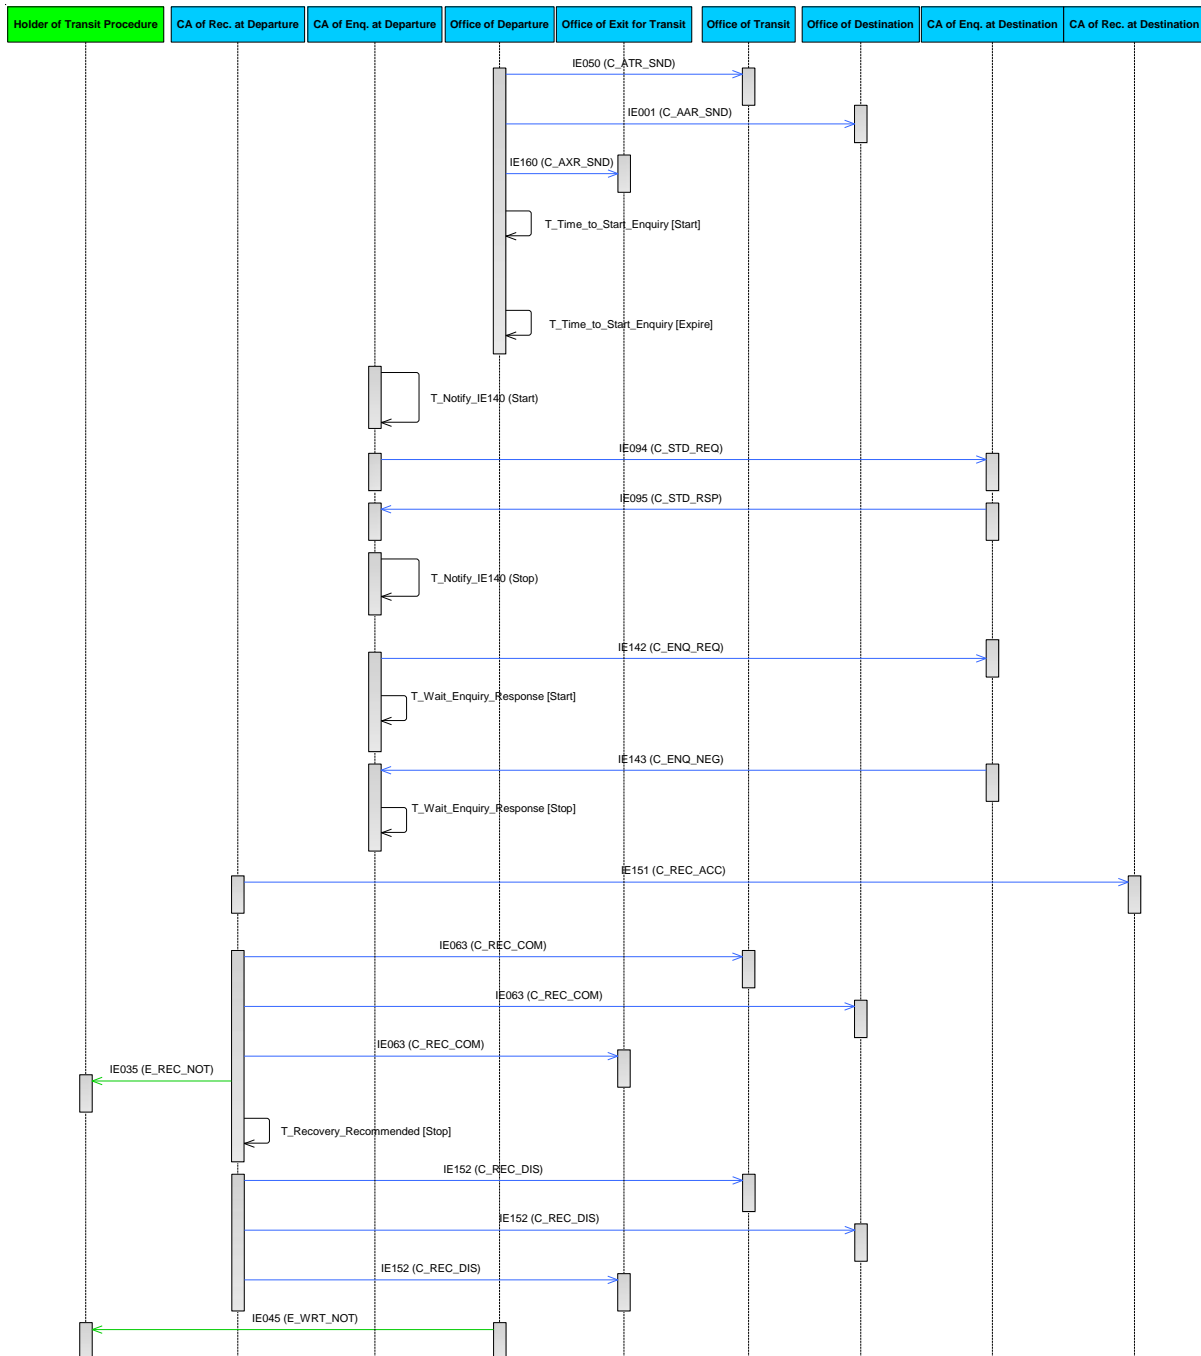 Holder of Transit Procedure
CA of Rec. at Departure
CA of Enq. at Departure
Office of Departure
Office of Exit for Transit
Office of Transit
Office of Destination
CA of Enq. at Destination
CA of Rec. at Destination
IE050 (C_ATR_SND)
IE001 (C_AAR_SND)
IE160 (C_AXR_SND)
T_Time_to_Start_Enquiry [Start]
T_Time_to_Start_Enquiry [Expire]
T_Notify_IE140 (Start)
IE094 (C_STD_REQ)
IE095 (C_STD_RSP)
T_Notify_IE140 (Stop)
IE142 (C_ENQ_REQ)
T_Wait_Enquiry_Response [Start]
IE143 (C_ENQ_NEG)
T_Wait_Enquiry_Response [Stop]
IE151 (C_REC_ACC)
IE063 (C_REC_COM)
IE063 (C_REC_COM)
IE063 (C_REC_COM)
IE035 (E_REC_NOT)
T_Recovery_Recommended [Stop]
IE152 (C_REC_DIS)
IE152 (C_REC_DIS)
IE152 (C_REC_DIS)
IE045 (E_WRT_NOT)